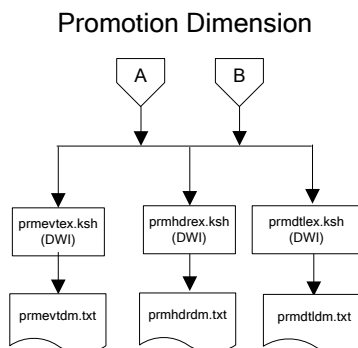 Promotion Dimension
A
B
prmevtex.ksh
(DWI)
prmhdrex.ksh
(DWI)
prmdtlex.ksh
(DWI)
prmevtdm.txt
prmhdrdm.txt
prmdtldm.txt